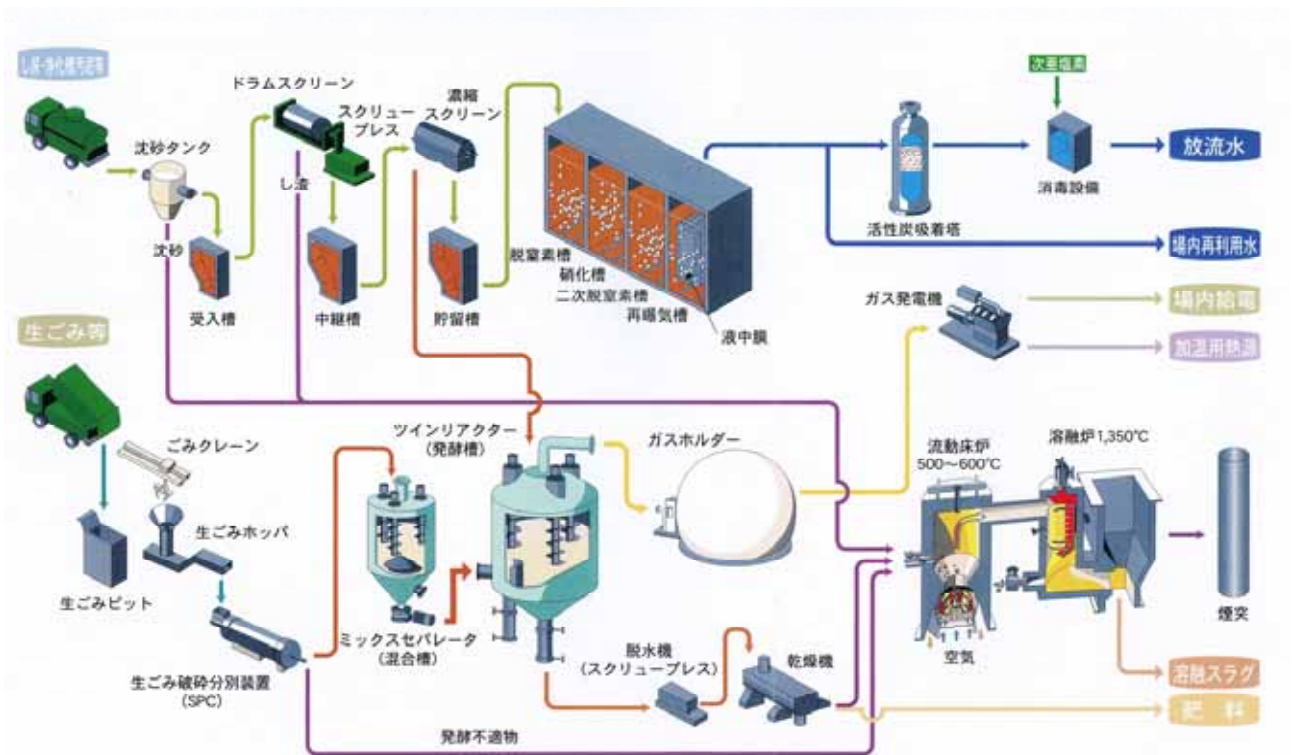 し尿・浄化槽汚泥等
ドラムスクリーン
スクリュー
プレス
濃縮
スクリーン
次亜塩素
沈砂タンク
し渣
沈砂
受入槽
中継槽
貯留槽
脱窒素槽
硝化槽
二次脱窒素槽
再曝気槽
液中膜
活性炭吸着塔
消毒設備
放流水
場内再利用水
ガス発電機
場内給電
加温用熱源
生ごみ等
ごみクレーン
生ごみホッパ
生ごみピット
生ごみ破砕分別装置
(SPC)
ツインリアクター
(発酵槽)
ミックスセパレータ
(混合槽)
ガスホルダー
流動床炉
500〜600℃
溶融炉1,350℃
空気
煙突
脱水機
(スクリュープレス)
乾燥機
発酵不適物
溶融スラグ
肥 料